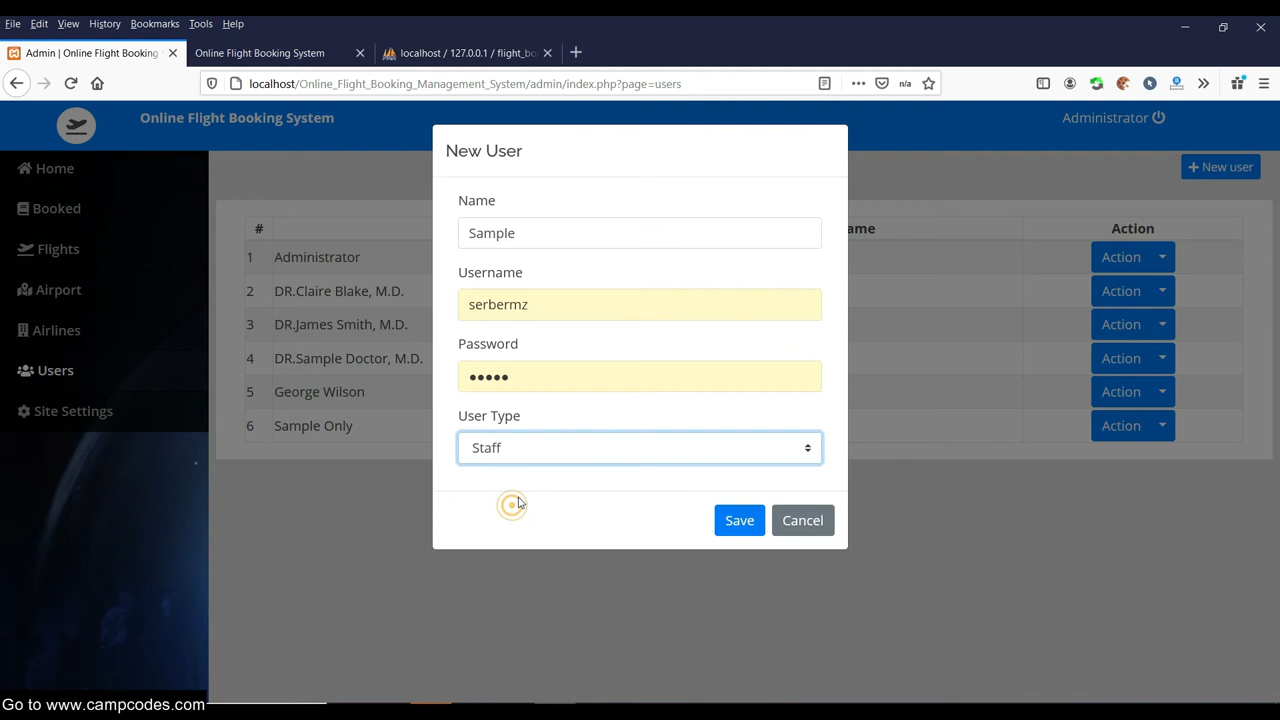 File Edit View History Bookmarks Tools Help
Admin | Online Flight Booking
Online Flight Booking System
localhost / 127.0.0.1 / flight_bo
localhost/Online_Flight_Booking_Management_System/admin/index.php?page=users
n/a
Online Flight Booking System
Administrator
Home
Booked
Flights
Airport
Airlines
Users
Site Settings
+ New user
# ame Action
1 Administrator Action
2 DR.Claire Blake, M.D. Action
3 DR.James Smith, M.D. Action
4 DR.Sample Doctor, M.D. Action
5 George Wilson Action
6 Sample Only Action
New User
Name
Sample
Username
serbermz
Password
•••••
User Type
Staff
Save Cancel
Go to www.campcodes.com